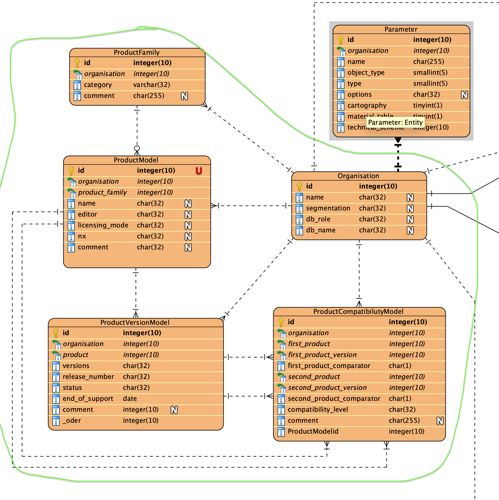 Parameter
id integer(10)
organisation integer(10)
name char(255)
object_type smallint(5)
type smallint(5)
options char(32) N
cartography tinyint(1)
tinyint(1)
Parameter: Entity
integer(10)
ProductFamily
id integer(10)
organisation integer(10)
category varchar(32)
comment char(255) N
ProductModel
id integer(10) U
organisation integer(10)
product_family integer(10)
name char(32) N
editor char(32) N
licensing_mode char(32) N
nx char(32) N
comment char(32) N
Organisation
id integer(10)
name char(32) N
segmentation char(32) N
db_role char(32) N
db_name char(32) N
ProductVersionModel
id integer(10)
organisation integer(10)
product integer(10)
versions char(32)
release_number char(32)
status char(32)
end_of_support date
comment integer(10) N
_oder integer(10)
ProductCompatibilutyModel
id integer(10)
organisation integer(10)
first_product integer(10)
first_product_version integer(10)
first_product_comparator char(1)
second_product integer(10)
second_product_version integer(10)
second_product_comparator char(1)
compatibility_level char(32)
comment char(255) N
ProductModelid integer(10)